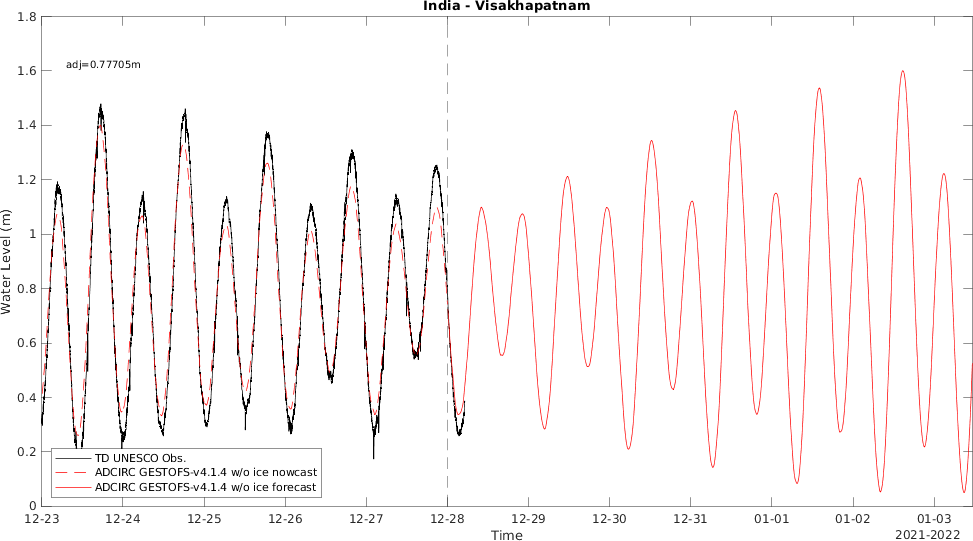 India - Visakhapatnam
1.8
1.6
1.4
1.2
1
0.8
0.6
0.4
0.2
0
Water Level (m)
adj=0.77705m
TD UNESCO Obs.
ADCIRC GESTOFS-v4.1.4 w/o ice nowcast
ADCIRC GESTOFS-v4.1.4 w/o ice forecast
12-23 12-24 12-25 12-26 12-27 12-28 12-29 12-30 12-31 01-01 01-02 01-03
Time
2021-2022